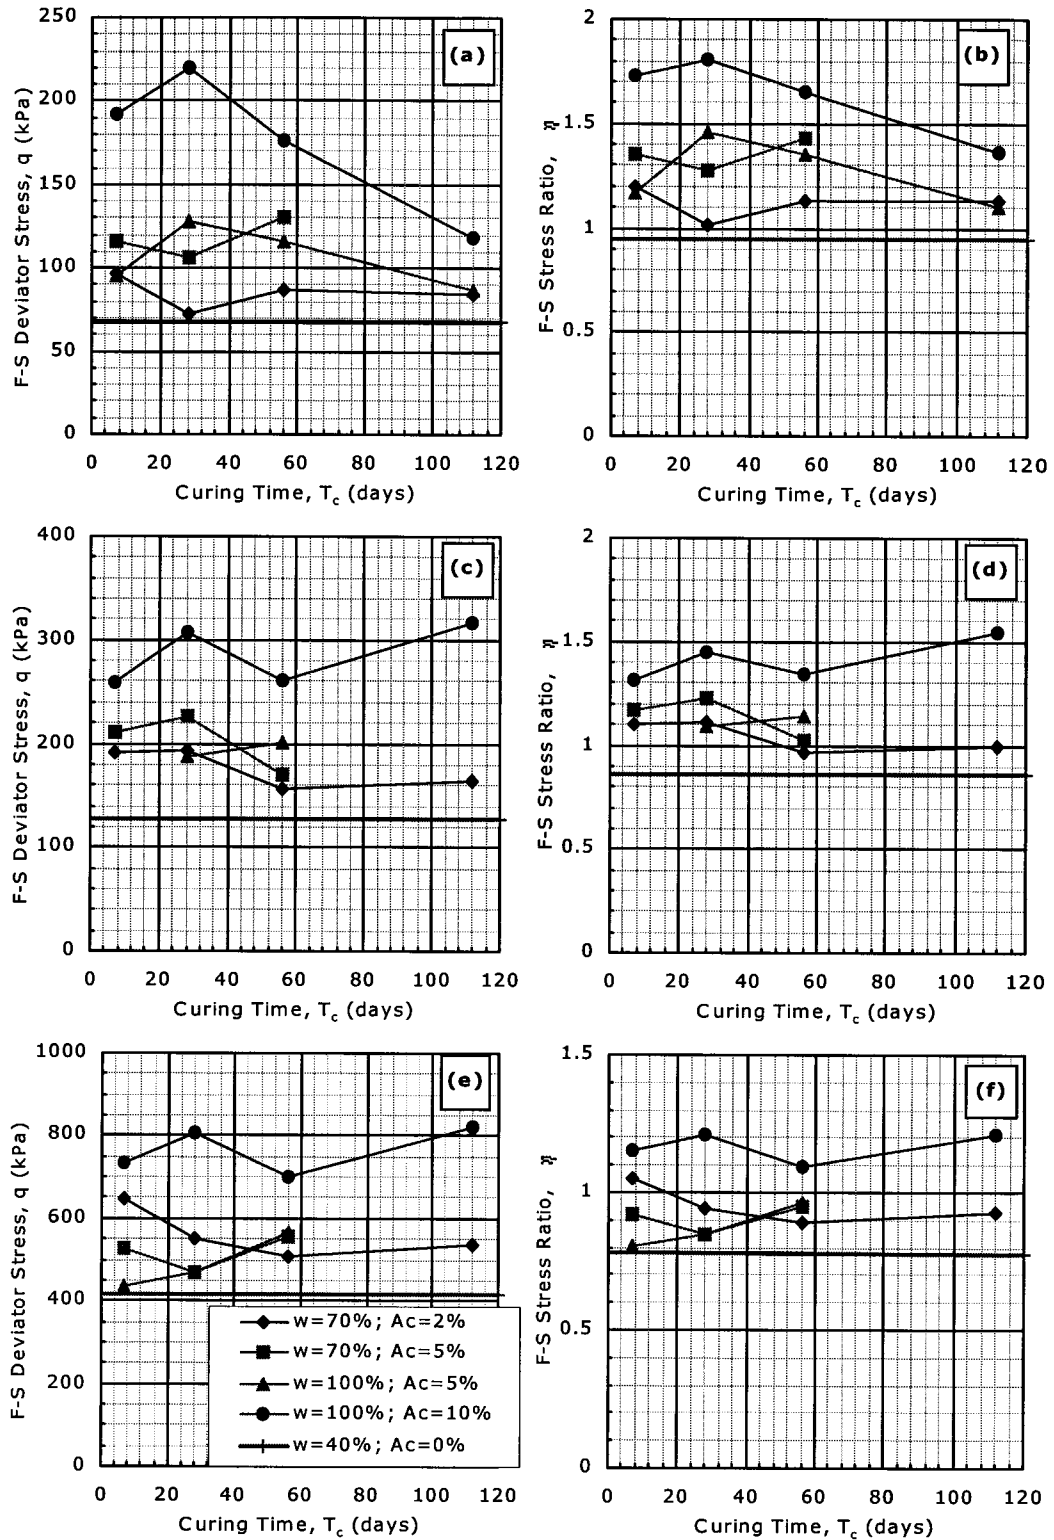 250
200
150
100
50
0
0 20 40 60 80 100 120
F-S Deviator Stress, q (kPa)
Curing Time, Tc (days)
(a)
2
1.5
1
0.5
0
0 20 40 60 80 100 120
F-S Stress Ratio, η
Curing Time, Tc (days)
(b)
400
300
200
100
0
0 20 40 60 80 100 120
F-S Deviator Stress, q (kPa)
Curing Time, Tc (days)
(c)
2
1.5
1
0.5
0
0 20 40 60 80 100 120
F-S Stress Ratio, η
Curing Time, Tc (days)
(d)
1000
800
600
400
200
0
0 20 40 60 80 100 120
F-S Deviator Stress, q (kPa)
Curing Time, Tc (days)
(e)
w=70%; Ac=2%
w=70%; Ac=5%
w=100%; Ac=5%
w=100%; Ac=10%
w=40%; Ac=0%
1.5
1
0.5
0
0 20 40 60 80 100 120
F-S Stress Ratio, η
Curing Time, Tc (days)
(f)